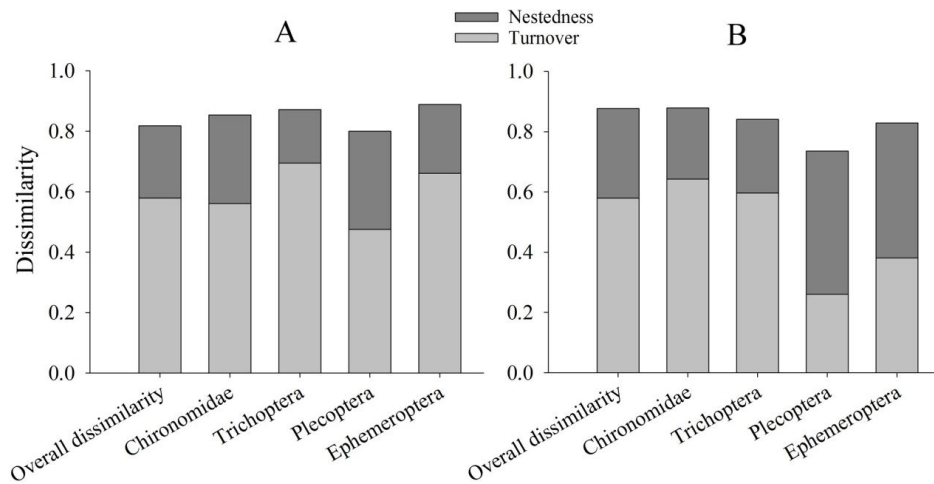 A
Nestedness
Turnover
B
Dissimilarity
1.0
0.8
0.6
0.4
0.2
0.0
Overall dissimilarity
Chironomidae
Trichoptera
Plecoptera
Ephemeroptera
1.0
0.8
0.6
0.4
0.2
0.0
Overall dissimilarity
Chironomidae
Trichoptera
Plecoptera
Ephemeroptera